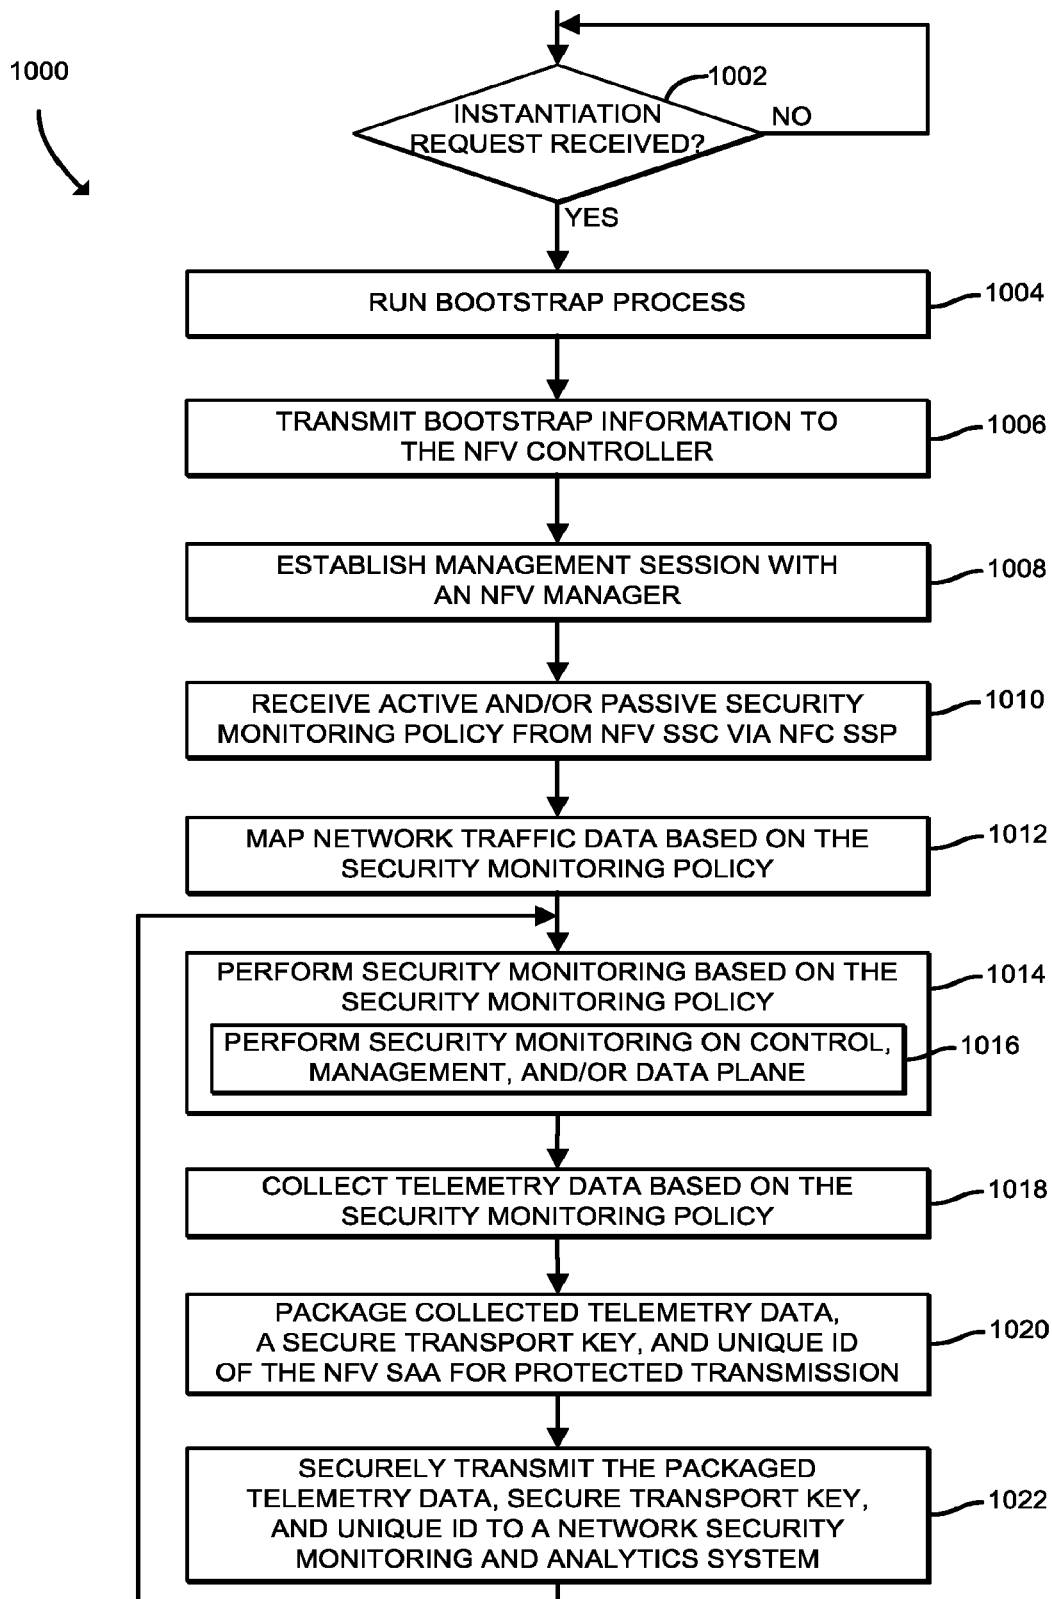 1000
1002
INSTANTIATION
REQUEST RECEIVED?
NO
YES
RUN BOOTSTRAP PROCESS
1004
TRANSMIT BOOTSTRAP INFORMATION TO
THE NFV CONTROLLER
1006
ESTABLISH MANAGEMENT SESSION WITH
AN NFV MANAGER
1008
RECEIVE ACTIVE AND/OR PASSIVE SECURITY
MONITORING POLICY FROM NFV SSC VIA NFC SSP
1010
MAP NETWORK TRAFFIC DATA BASED ON THE
SECURITY MONITORING POLICY
1012
PERFORM SECURITY MONITORING BASED ON THE
SECURITY MONITORING POLICY
1014
PERFORM SECURITY MONITORING ON CONTROL,
MANAGEMENT, AND/OR DATA PLANE
1016
COLLECT TELEMETRY DATA BASED ON THE
SECURITY MONITORING POLICY
1018
PACKAGE COLLECTED TELEMETRY DATA,
A SECURE TRANSPORT KEY, AND UNIQUE ID
OF THE NFV SAA FOR PROTECTED TRANSMISSION
1020
SECURELY TRANSMIT THE PACKAGED
TELEMETRY DATA, SECURE TRANSPORT KEY,
AND UNIQUE ID TO A NETWORK SECURITY
MONITORING AND ANALYTICS SYSTEM
1022